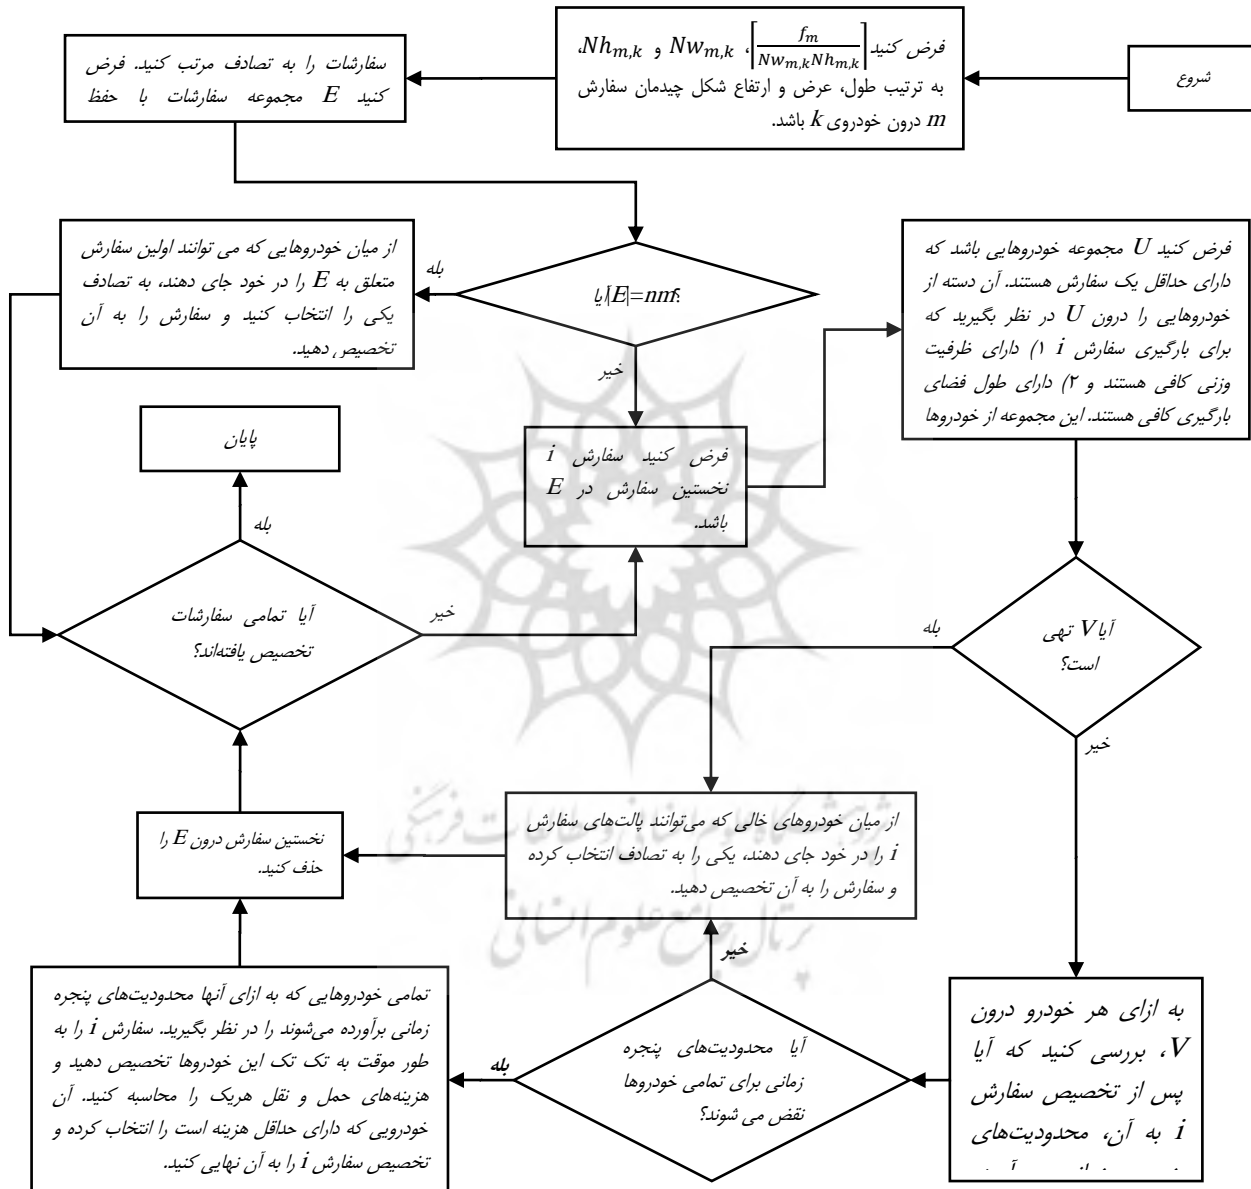 شروع
فرض کنید ⌈f_m / Nw_{m,k}Nh_{m,k}⌉، Nw_{m,k} و Nh_{m,k}،
به ترتیب طول، عرض و ارتفاع شکل چیدمان سفارش
m درون خودروی k باشد.
سفارشات را به تصادف مرتب کنید. فرض
کنید E مجموعه سفارشات با حفظ
آیا |E|=nm؟
بله
خیر
از میان خودروهایی که می توانند اولین سفارش
متعلق به E را در خود جای دهند، به تصادف
یکی را انتخاب کنید و سفارش را به آن
تخصیص دهید.
فرض کنید U مجموعه خودروهایی باشد که
دارای حداقل یک سفارش هستند. آن دسته از
خودروهایی را درون U در نظر بگیرید که
برای بارگیری سفارش i ۱) دارای ظرفیت
وزنی کافی هستند و ۲) دارای طول فضای
بارگیری کافی هستند. این مجموعه از خودروها
فرض کنید سفارش i
نخستین سفارش در E
باشد.
پایان
بله
آیا تمامی سفارشات
تخصیص یافته‌اند؟
خیر
آیا V تهی
است؟
بله
خیر
از میان خودروهای خالی که می‌توانند پالت‌های سفارش
i را در خود جای دهند، یکی را به تصادف انتخاب کرده
و سفارش را به آن تخصیص دهید.
نخستین سفارش درون E را
حذف کنید.
پژوهشگاه علوم انسانی و مطالعات فرهنگی
پرتال جامع علوم انسانی
به ازای هر خودرو درون
V، بررسی کنید که آیا
پس از تخصیص سفارش
i به آن، محدودیت‌های
آیا محدودیت‌های پنجره
زمانی برای تمامی خودروها
نقض می شوند؟
خیر
بله
تمامی خودروهایی که به ازای آنها محدودیت‌های پنجره
زمانی برآورده می‌شوند را در نظر بگیرید. سفارش i را به
طور موقت به تک تک این خودروها تخصیص دهید و
هزینه‌های حمل و نقل هریک را محاسبه کنید. آن
خودرویی که دارای حداقل هزینه است را انتخاب کرده و
تخصیص سفارش i را به آن نهایی کنید.